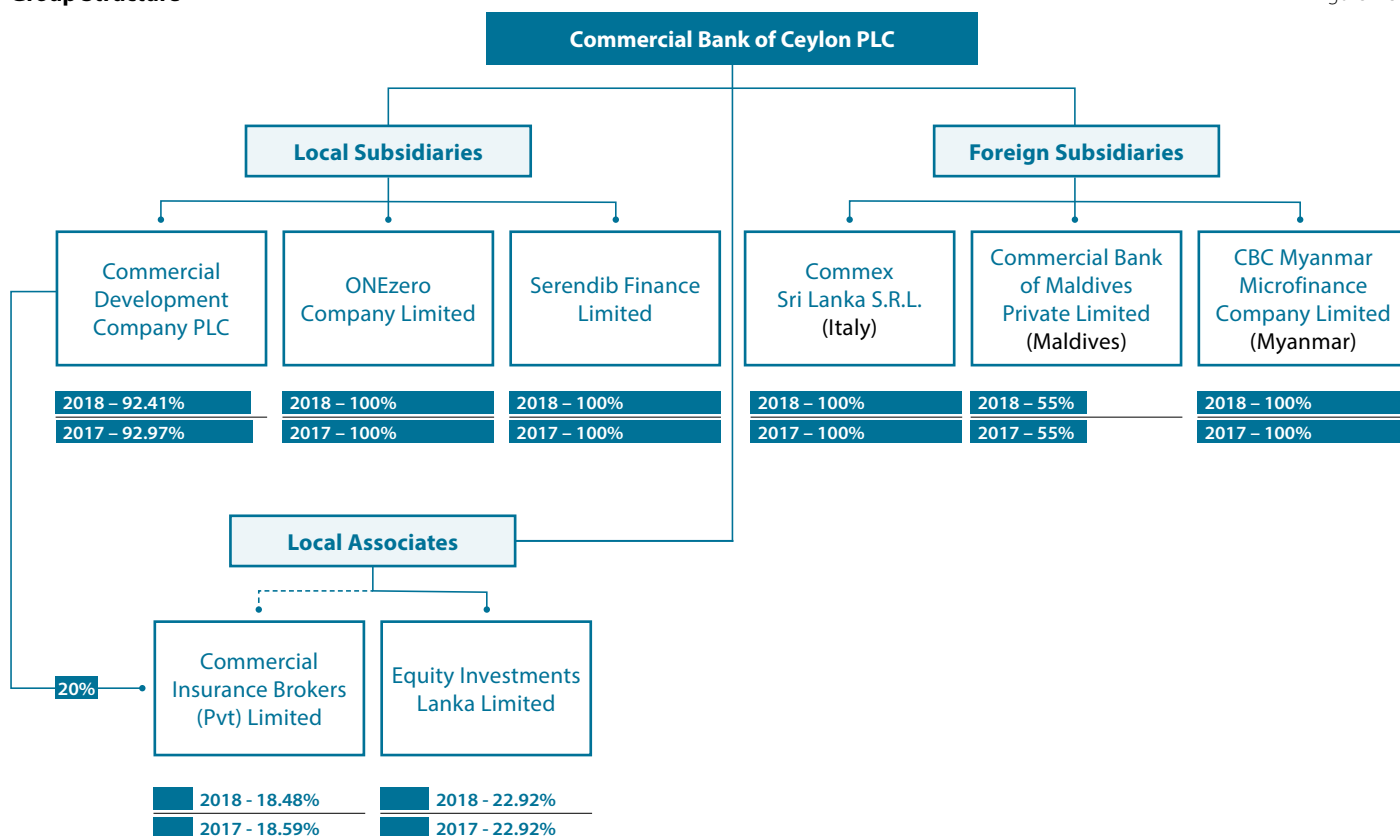 Commercial Bank of Ceylon PLC
Local Subsidiaries
Foreign Subsidiaries
Commercial
Development
Company PLC
ONEzero
Company Limited
Serendib Finance
Limited
Commex
Sri Lanka S.R.L.
(Italy)
Commercial Bank
of Maldives
Private Limited
(Maldives)
CBC Myanmar
Microfinance
Company Limited
(Myanmar)
2018 – 92.41%
2017 – 92.97%
2018 – 100%
2017 – 100%
2018 – 100%
2017 – 100%
2018 – 100%
2017 – 100%
2018 – 55%
2017 – 55%
2018 – 100%
2017 – 100%
Local Associates
20%
Commercial
Insurance Brokers
(Pvt) Limited
Equity Investments
Lanka Limited
2018 - 18.48%
2017 - 18.59%
2018 - 22.92%
2017 - 22.92%